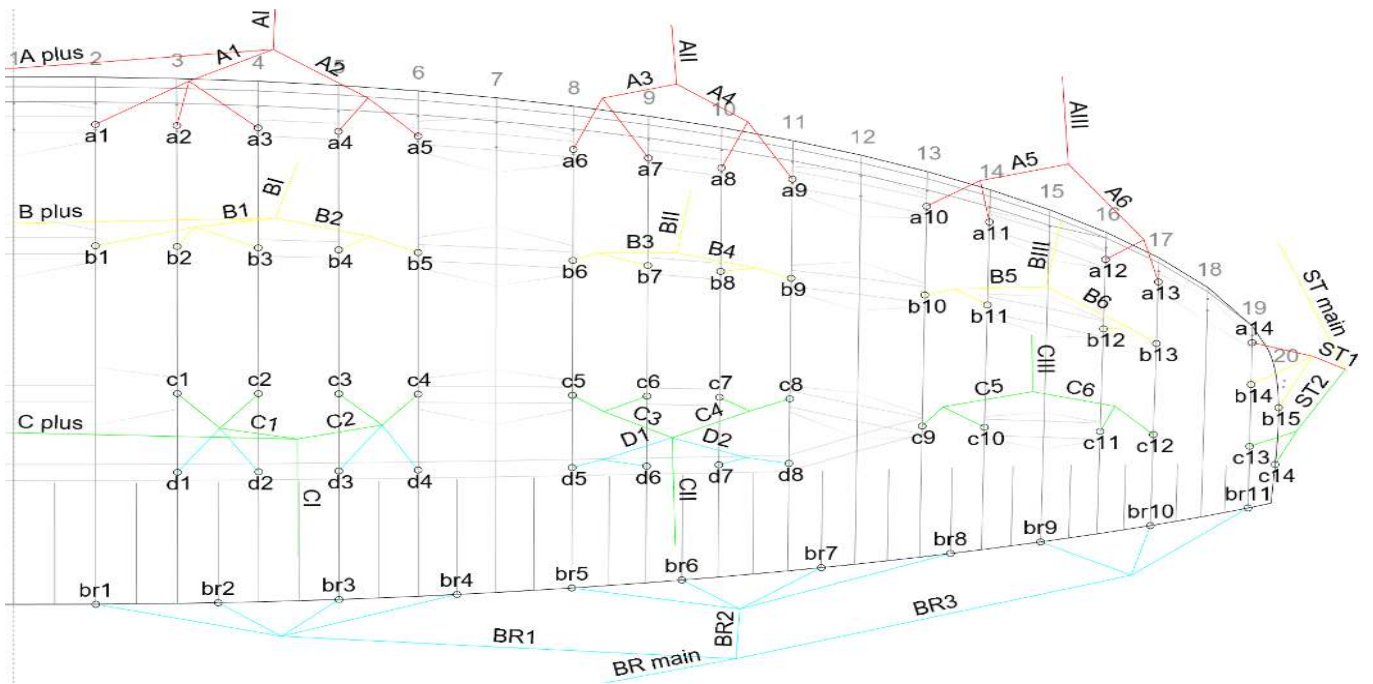 AI
A plus
1 2 3 4 5 6 7 8 9 10 11 12 13 14 15 16 17 18 19 20
A1 A2
AII
A3 A4
AIII
A5 A6
a1 a2 a3 a4 a5 a6 a7 a8 a9 a10 a11 a12 a13 a14
B plus
BI
B1 B2
BII
B3 B4
BIII
B5 B6
ST main
ST1
ST2
b1 b2 b3 b4 b5 b6 b7 b8 b9 b10 b11 b12 b13 b14 b15
c1 c2 c3 c4 c5 c6 c7 c8 c9 c10 c11 c12 c13 c14
C plus
C1 C2
C3 C4
CIII
C5 C6
D1 D2
d1 d2 d3 d4 d5 d6 d7 d8
CI
CII
br1 br2 br3 br4 br5 br6 br7 br8 br9 br10 br11
BR1
BR2
BR3
BR main